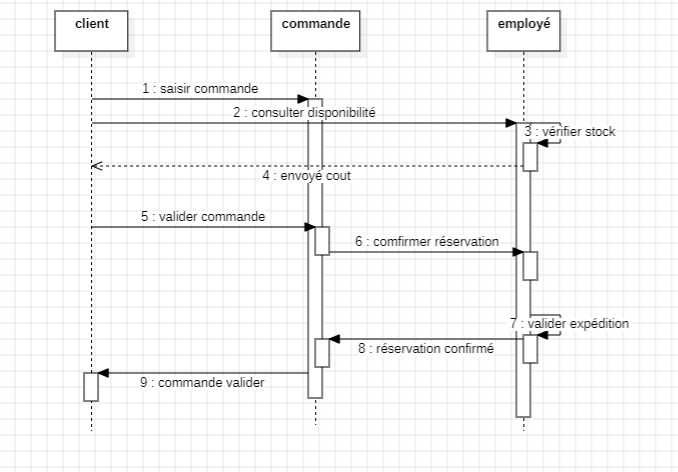 client
commande
employé
1 : saisir commande
2 : consulter disponibilité
3 : vérifier stock
4 : envoyé cout
5 : valider commande
6 : comfirmer réservation
7 : valider expédition
8 : réservation confirmé
9 : commande valider